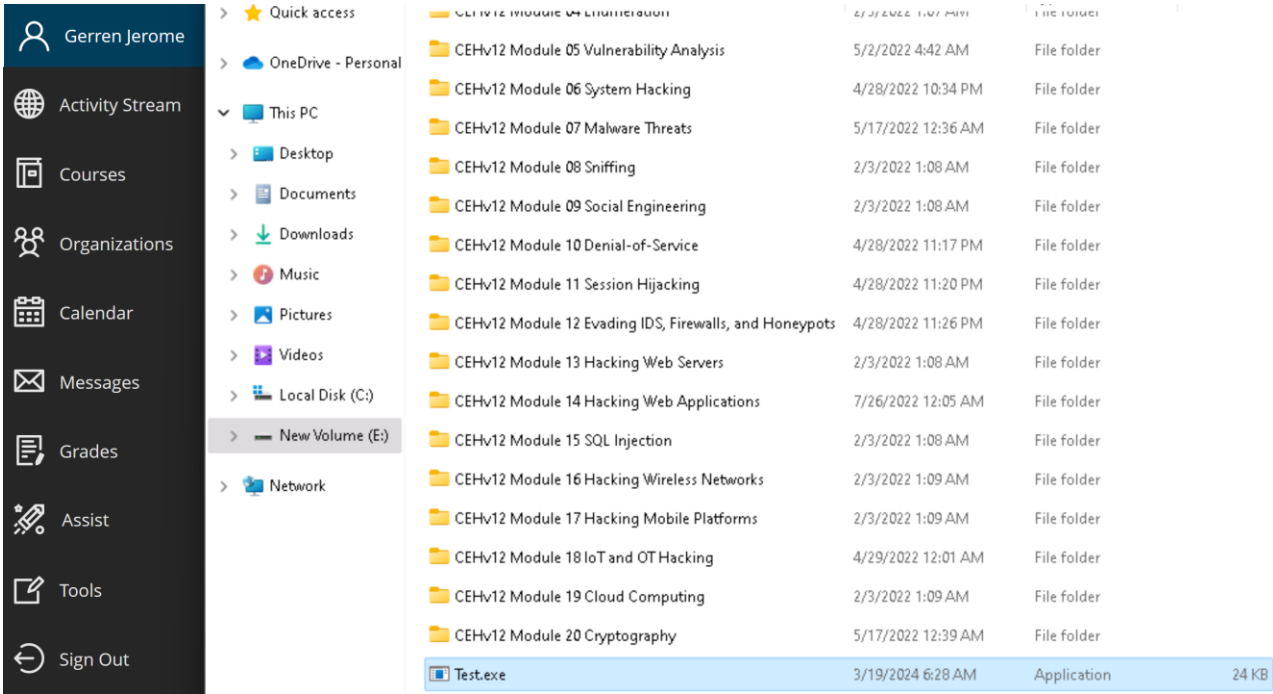 Gerren Jerome
Activity Stream
Courses
Organizations
Calendar
Messages
Grades
Assist
Tools
Sign Out
Quick access
OneDrive - Personal
This PC
Desktop
Documents
Downloads
Music
Pictures
Videos
Local Disk (C:)
New Volume (E:)
Network
CEHv12 Module 04 Enumeration 2/3/2022 1:07 AM File folder
CEHv12 Module 05 Vulnerability Analysis 5/2/2022 4:42 AM File folder
CEHv12 Module 06 System Hacking 4/28/2022 10:34 PM File folder
CEHv12 Module 07 Malware Threats 5/17/2022 12:36 AM File folder
CEHv12 Module 08 Sniffing 2/3/2022 1:08 AM File folder
CEHv12 Module 09 Social Engineering 2/3/2022 1:08 AM File folder
CEHv12 Module 10 Denial-of-Service 4/28/2022 11:17 PM File folder
CEHv12 Module 11 Session Hijacking 4/28/2022 11:20 PM File folder
CEHv12 Module 12 Evading IDS, Firewalls, and Honeypots 4/28/2022 11:26 PM File folder
CEHv12 Module 13 Hacking Web Servers 2/3/2022 1:08 AM File folder
CEHv12 Module 14 Hacking Web Applications 7/26/2022 12:05 AM File folder
CEHv12 Module 15 SQL Injection 2/3/2022 1:08 AM File folder
CEHv12 Module 16 Hacking Wireless Networks 2/3/2022 1:09 AM File folder
CEHv12 Module 17 Hacking Mobile Platforms 2/3/2022 1:09 AM File folder
CEHv12 Module 18 IoT and OT Hacking 4/29/2022 12:01 AM File folder
CEHv12 Module 19 Cloud Computing 2/3/2022 1:09 AM File folder
CEHv12 Module 20 Cryptography 5/17/2022 12:39 AM File folder
Test.exe 3/19/2024 6:28 AM Application 24 KB